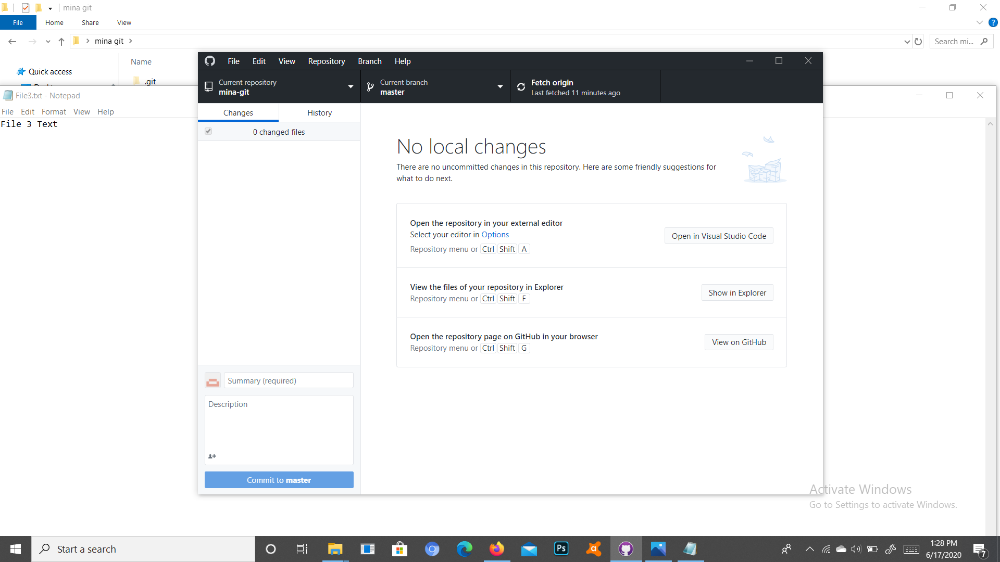 mina git
File Home Share View
mina git
Search mi...
Name
Quick access
.git
File3.txt - Notepad
File Edit Format View Help
File 3 Text
File Edit View Repository Branch Help
Current repository
mina-git
Current branch
master
Fetch origin
Last fetched 11 minutes ago
Changes
History
0 changed files
No local changes
There are no uncommitted changes in this repository. Here are some friendly suggestions for
what to do next.
Open the repository in your external editor
Select your editor in Options
Repository menu or Ctrl Shift A
Open in Visual Studio Code
View the files of your repository in Explorer
Repository menu or Ctrl Shift F
Show in Explorer
Open the repository page on GitHub in your browser
Repository menu or Ctrl Shift G
View on GitHub
Summary (required)
Description
Commit to master
Activate Windows
Go to Settings to activate Windows.
Start a search
Ps
1:28 PM
6/17/2020
7